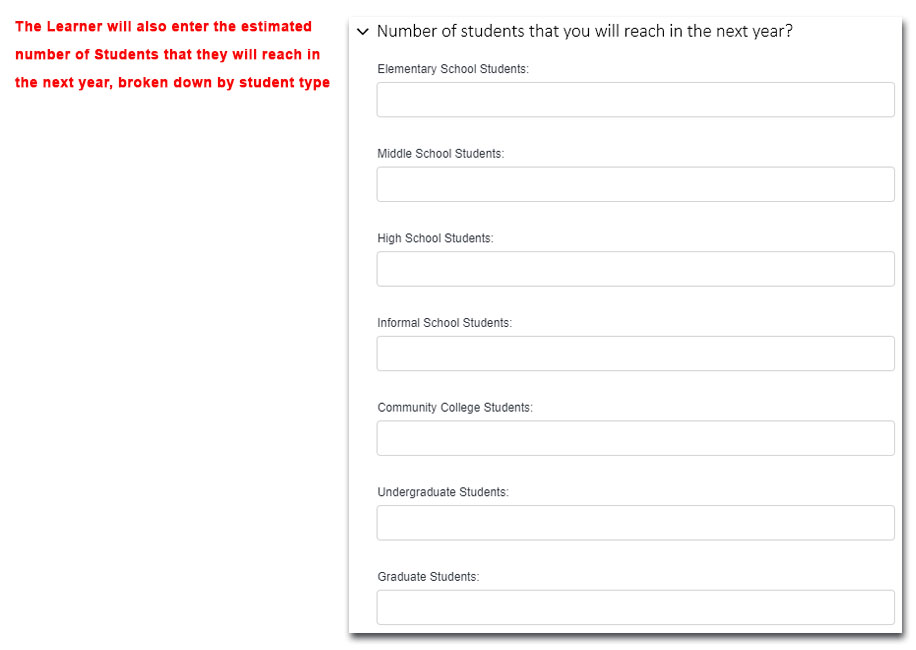 The Learner will also enter the estimated
number of Students that they will reach in
the next year, broken down by student type
Number of students that you will reach in the next year?
Elementary School Students:
Middle School Students:
High School Students:
Informal School Students:
Community College Students:
Undergraduate Students:
Graduate Students: